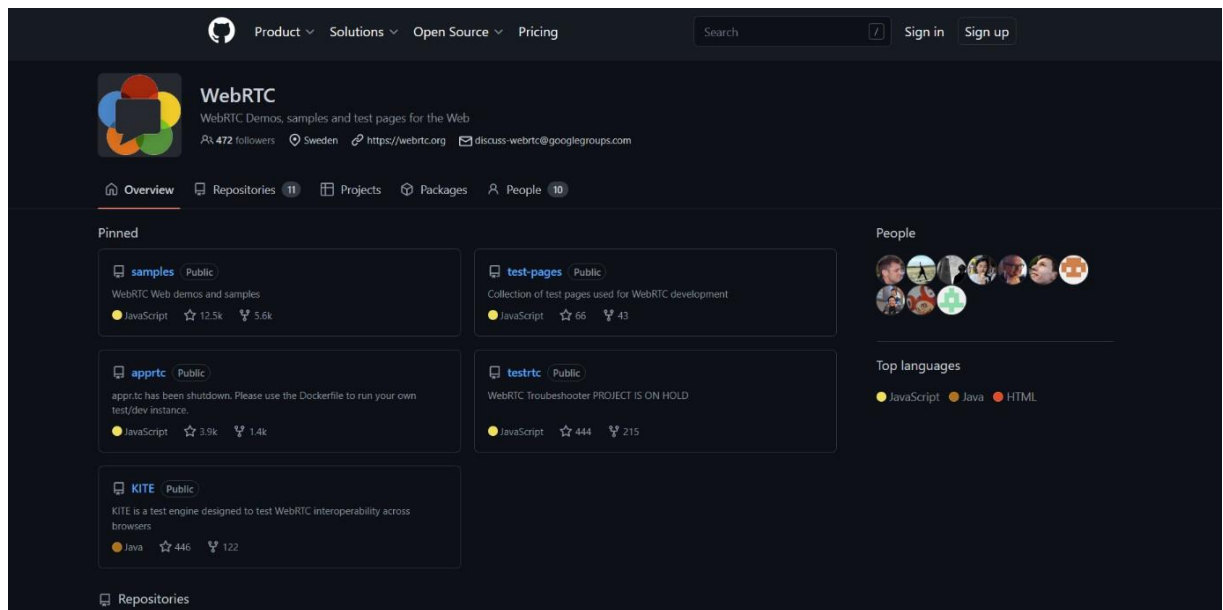 Product Solutions Open Source Pricing Search / Sign in Sign up
WebRTC
WebRTC Demos, samples and test pages for the Web
472 followers Sweden https://webrtc.org discuss-webrtc@googlegroups.com
Overview Repositories 11 Projects Packages People 10
Pinned
samples Public
WebRTC Web demos and samples
JavaScript 12.5k 5.6k
test-pages Public
Collection of test pages used for WebRTC development
JavaScript 66 43
apprtc Public
appr.tc has been shutdown. Please use the Dockerfile to run your own
test/dev instance.
JavaScript 3.9k 1.4k
testrtc Public
WebRTC Troubeshooter PROJECT IS ON HOLD
JavaScript 444 215
KITE Public
KITE is a test engine designed to test WebRTC interoperability across
browsers
Java 446 122
People
Top languages
JavaScript Java HTML
Repositories